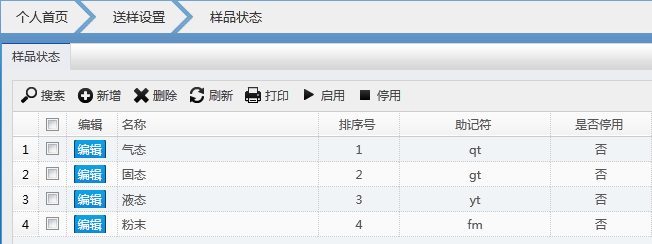 个人首页 送样设置 样品状态
样品状态
搜索 新增 删除 刷新 打印 启用 停用
编辑 名称 排序号 助记符 是否停用
1 编辑 气态 1 qt 否
2 编辑 固态 2 gt 否
3 编辑 液态 3 yt 否
4 编辑 粉末 4 fm 否